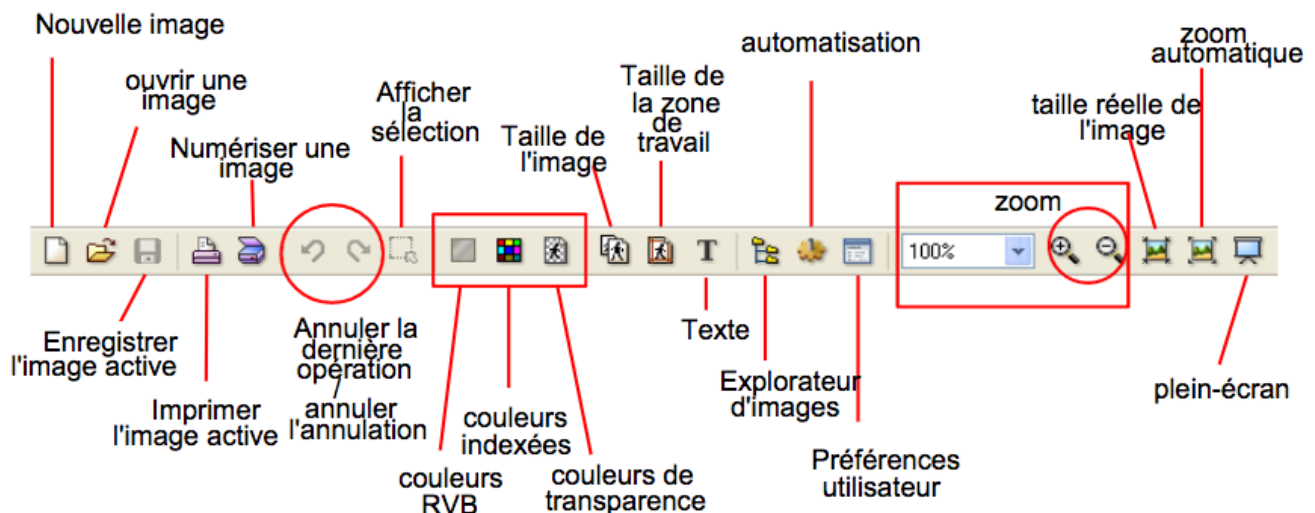 Nouvelle image
ouvrir une
image
Numériser une
image
Afficher
la
sélection
Taille de
l'image
Taille de
la zone
de
travail
automatisation
zoom
taille réelle de
l'image
zoom
automatique
T
100%
Enregistrer
l'image active
Imprimer
l'image active
Annuler la
dernière
opération
/
annuler
l'annulation
couleurs
RVB
couleurs
indexées
couleurs de
transparence
Texte
Explorateur
d'images
Préférences
utilisateur
plein-écran